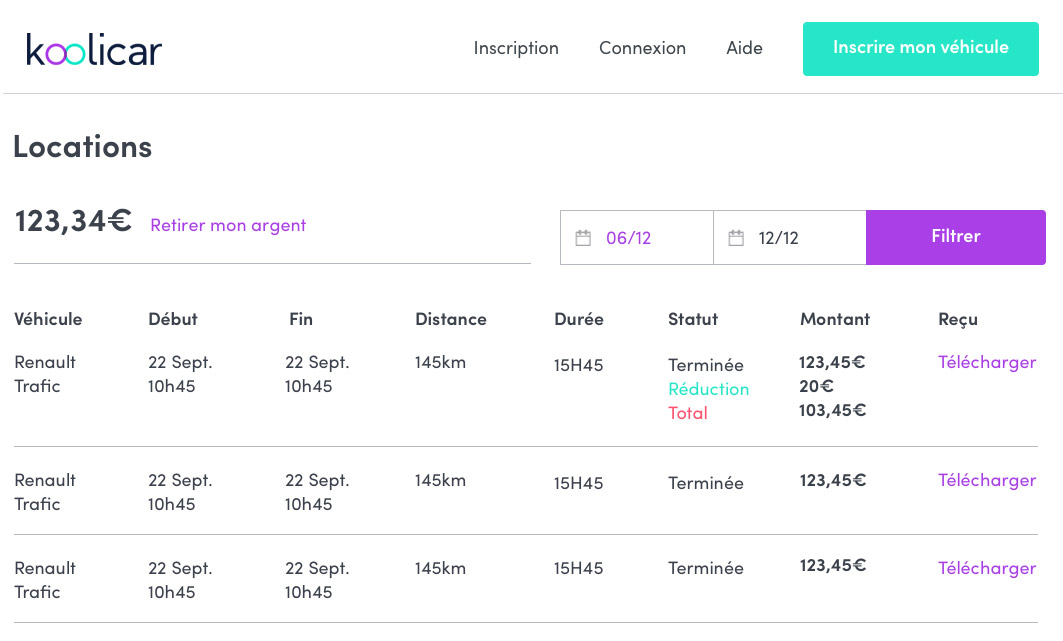 koolicar
Inscription Connexion Aide Inscrire mon véhicule
Locations
123,34€ Retirer mon argent
06/12 12/12 Filtrer
Véhicule Début Fin Distance Durée Statut Montant Reçu
Renault 22 Sept. 22 Sept. 145km 15H45 Terminée 123,45€ Télécharger
Trafic 10h45 10h45 Réduction 20€
Total 103,45€
Renault 22 Sept. 22 Sept. 145km 15H45 Terminée 123,45€ Télécharger
Trafic 10h45 10h45
Renault 22 Sept. 22 Sept. 145km 15H45 Terminée 123,45€ Télécharger
Trafic 10h45 10h45